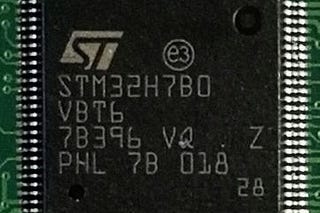 ST e3
STM32H7B0
VBT6
7B396 VQ Z
PHL 7B 018
28